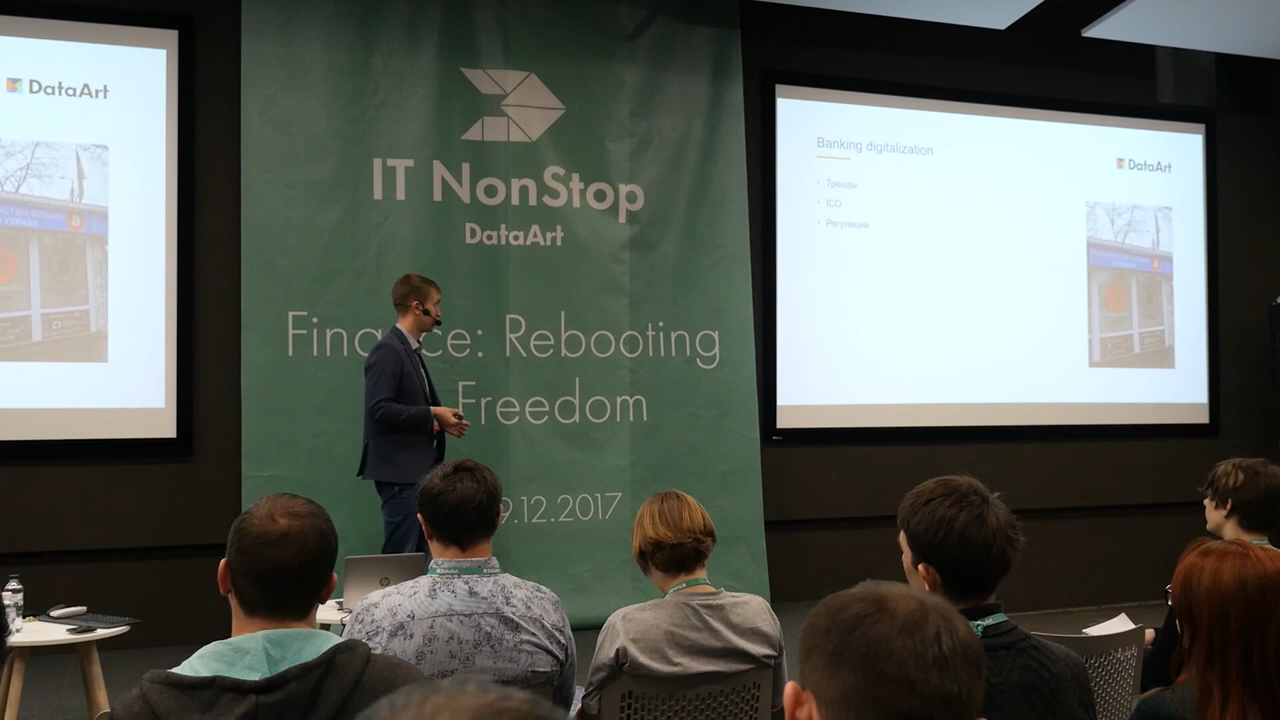 DataArt
IT NonStop
DataArt
Finance: Rebooting
Freedom
9.12.2017
Banking digitalization
DataArt
• Тренды
• ICO
• Регуляции